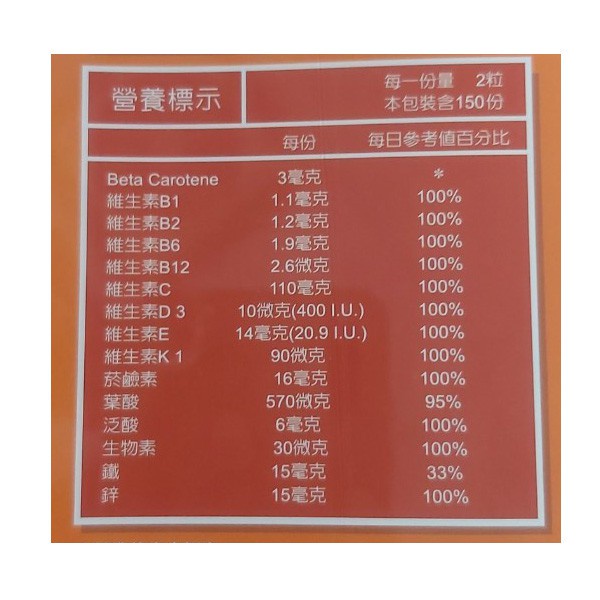 營養標示
每一份量 2粒
本包裝含150份
每份 每日參考值百分比
Beta Carotene 3毫克 *
維生素B1 1.1毫克 100%
維生素B2 1.2毫克 100%
維生素B6 1.9毫克 100%
維生素B12 2.6微克 100%
維生素C 110毫克 100%
維生素D 3 10微克(400 I.U.) 100%
維生素E 14毫克(20.9 I.U.) 100%
維生素K 1 90微克 100%
菸鹼素 16毫克 100%
葉酸 570微克 95%
泛酸 6毫克 100%
生物素 30微克 100%
鐵 15毫克 33%
鋅 15毫克 100%